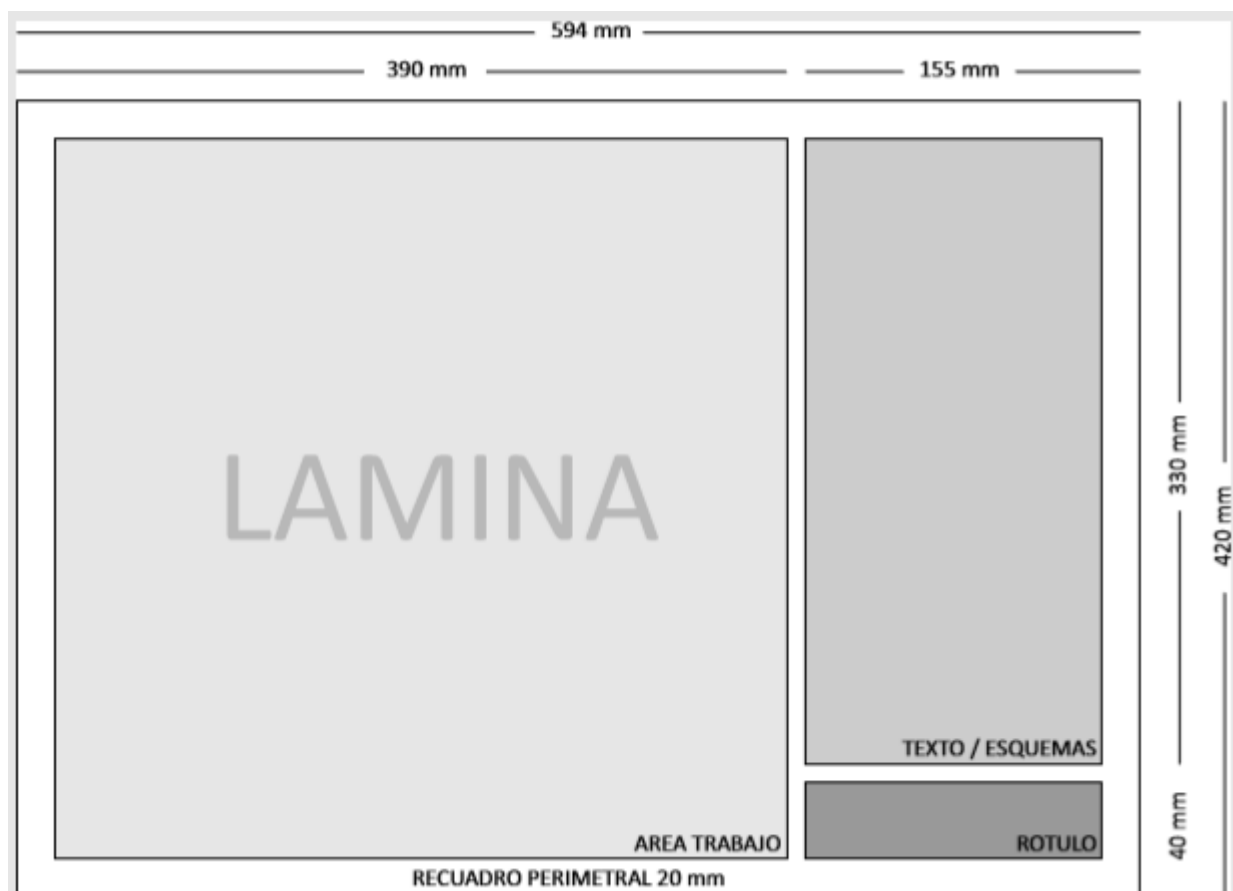 594 mm
390 mm
155 mm
LAMINA
330 mm
420 mm
TEXTO / ESQUEMAS
40 mm
AREA TRABAJO
ROTULO
RECUADRO PERIMETRAL 20 mm